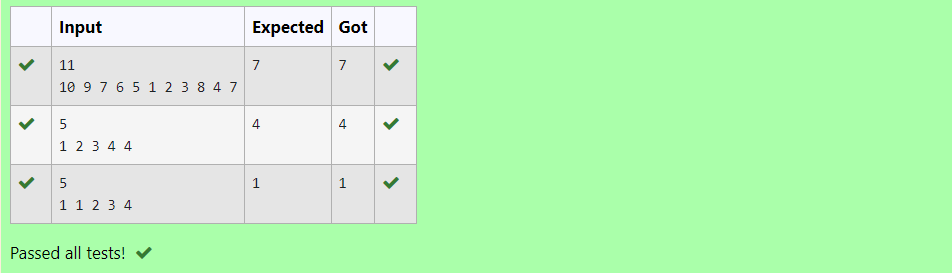 Input Expected Got
11 7 7
10 9 7 6 5 1 2 3 8 4 7
5 4 4
1 2 3 4 4
5 1 1
1 1 2 3 4
Passed all tests!